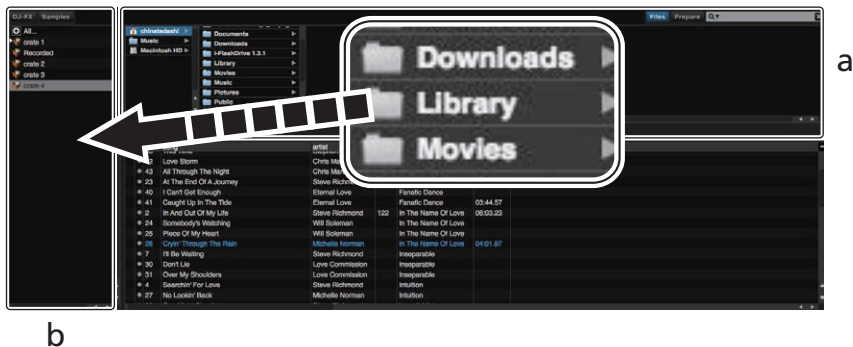 DJ-FX Samples
Files Prepare Q▾
All...
crate 1
Recorded
crate 2
crate 3
crate 4
chinatadashi
Music
Macintosh HD
Documents
Downloads
i-FlashDrive 1.3.1
Library
Movies
Music
Pictures
Public
Downloads
Library
Movies
a
song artist
Love Storm Chris
43 All Through The Night Chris
23 At The End Of A Journey Steve
40 I Can't Get Enough Eternal Love Fanatic Dance
41 Caught Up In The Tide Eternal Love Fanatic Dance 03:44.57
2 In And Out Of My Life Steve Richmond 122 In The Name Of Love 06:03.23
24 Somebody's Watching Will Soleman In The Name Of Love
25 Piece Of My Heart Will Soleman In The Name Of Love
26 Cryin' Through The Rain Michelle Norman In The Name Of Love 04:01.97
7 I'll Be Waiting Steve Richmond Inseparable
30 Don't Lie Love Commission Inseparable
31 Over My Shoulders Love Commission Inseparable
4 Searchin' For Love Steve Richmond Intuition
27 No Lookin' Back Michelle Norman Intuition
b